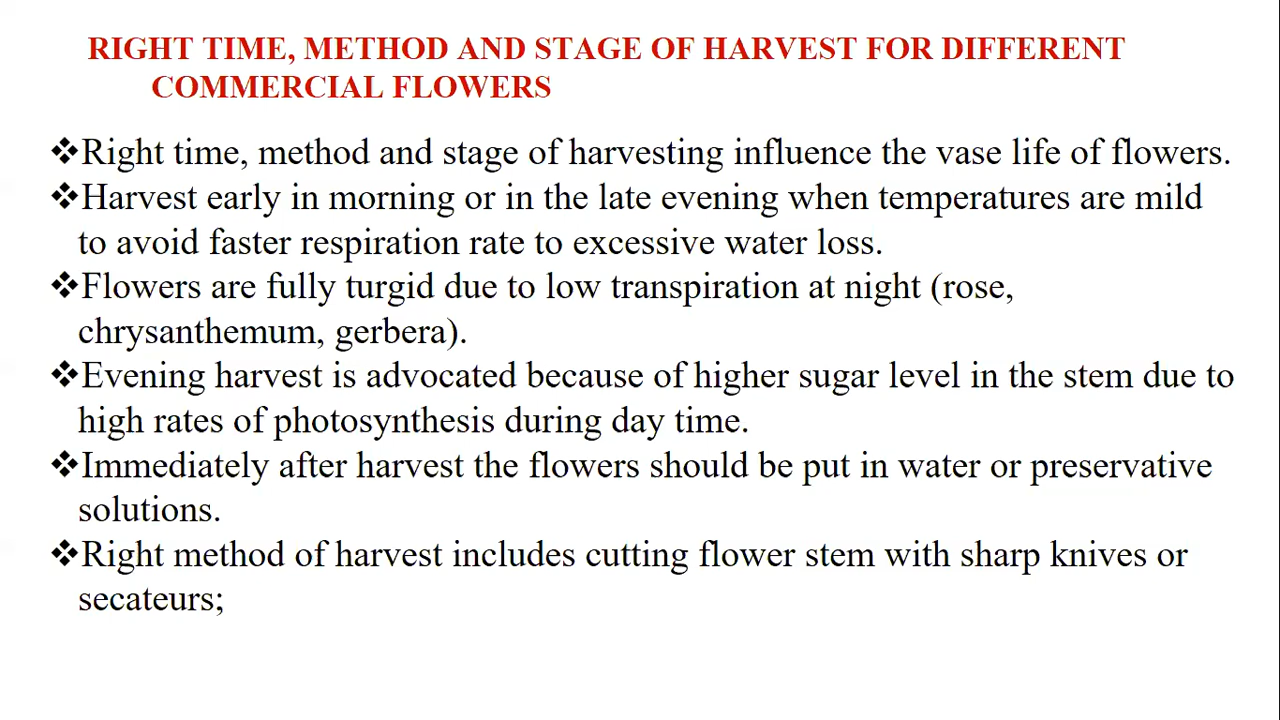 RIGHT TIME, METHOD AND STAGE OF HARVEST FOR DIFFERENT
COMMERCIAL FLOWERS
❖Right time, method and stage of harvesting influence the vase life of flowers.
❖Harvest early in morning or in the late evening when temperatures are mild
to avoid faster respiration rate to excessive water loss.
❖Flowers are fully turgid due to low transpiration at night (rose,
chrysanthemum, gerbera).
❖Evening harvest is advocated because of higher sugar level in the stem due to
high rates of photosynthesis during day time.
❖Immediately after harvest the flowers should be put in water or preservative
solutions.
❖Right method of harvest includes cutting flower stem with sharp knives or
secateurs;